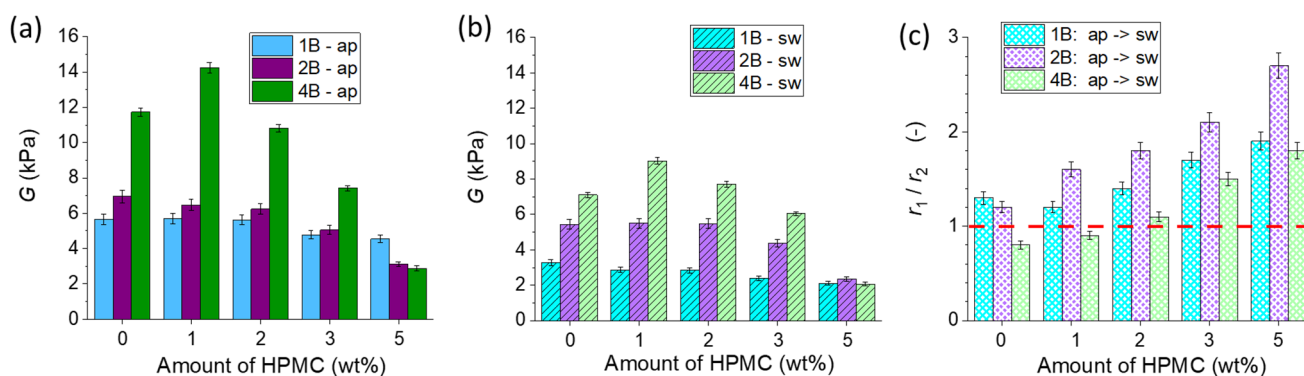 (a)
16
14
12
10
8
6
4
2
0
G (kPa)
1B - ap
2B - ap
4B - ap
0 1 2 3 5
Amount of HPMC (wt%)
(b)
16
14
12
10
8
6
4
2
0
G (kPa)
1B - sw
2B - sw
4B - sw
0 1 2 3 5
Amount of HPMC (wt%)
(c)
3
2
1
0
r1 / r2 (-)
1B: ap -> sw
2B: ap -> sw
4B: ap -> sw
0 1 2 3 5
Amount of HPMC (wt%)